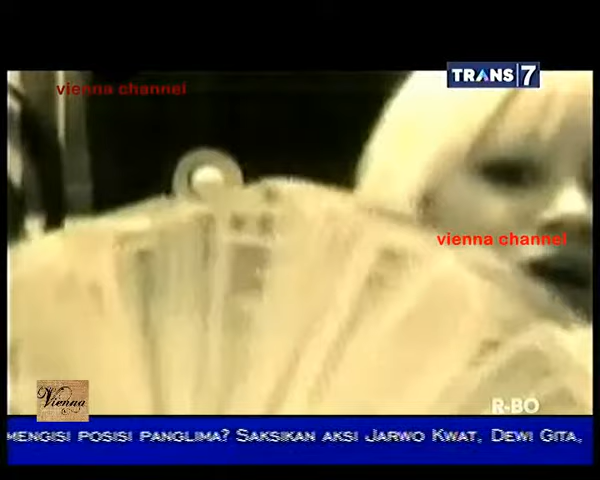 TRANS 7
vienna channel
vienna channel
Vienna
R-BO
MENGISI POSISI PANGLIMA? SAKSIKAN AKSI JARWO KWAT, DEWI GITA,